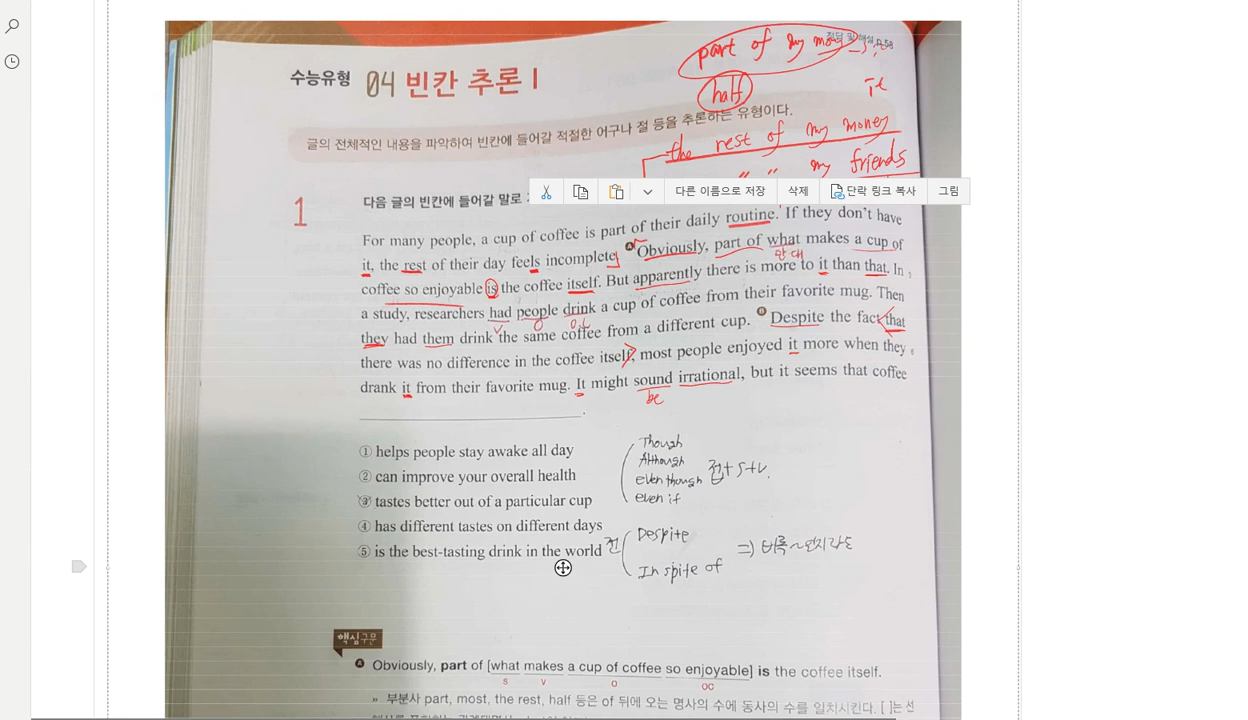 part of my money
정답 및 해설 p.58
half
it
수능유형 04 빈칸 추론 I
글의 전체적인 내용을 파악하여 빈칸에 들어갈 적절한 어구나 절 등을 추론하는 유형이다.
the rest of my money
" " my friends
다른 이름으로 저장 삭제 단락 링크 복사 그림
1 다음 글의 빈칸에 들어갈 말로
For many people, a cup of coffee is part of their daily routine. If they don't have
it, the rest of their day feels incomplete. Obviously, part of what makes a cup of
만 대
coffee so enjoyable is the coffee itself. But apparently there is more to it than that. In
a study, researchers had people drink a cup of coffee from their favorite mug. Then
V O O.C
they had them drink the same coffee from a different cup. Despite the fact that
there was no difference in the coffee itself, most people enjoyed it more when they
drank it from their favorite mug. It might sound irrational, but it seems that coffee
be
① helps people stay awake all day
② can improve your overall health
③ tastes better out of a particular cup
④ has different tastes on different days
⑤ is the best-tasting drink in the world
Though
Although
even though 접+S+V.
even if
전 Despite
In spite of
⇒ 비록~일지라도
핵심구문
A Obviously, part of [what makes a cup of coffee so enjoyable] is the coffee itself.
S V O OC
» 부분사 part, most, the rest, half 등은 of 뒤에 오는 명사의 수에 동사의 수를 일치시킨다. [ ]는 선